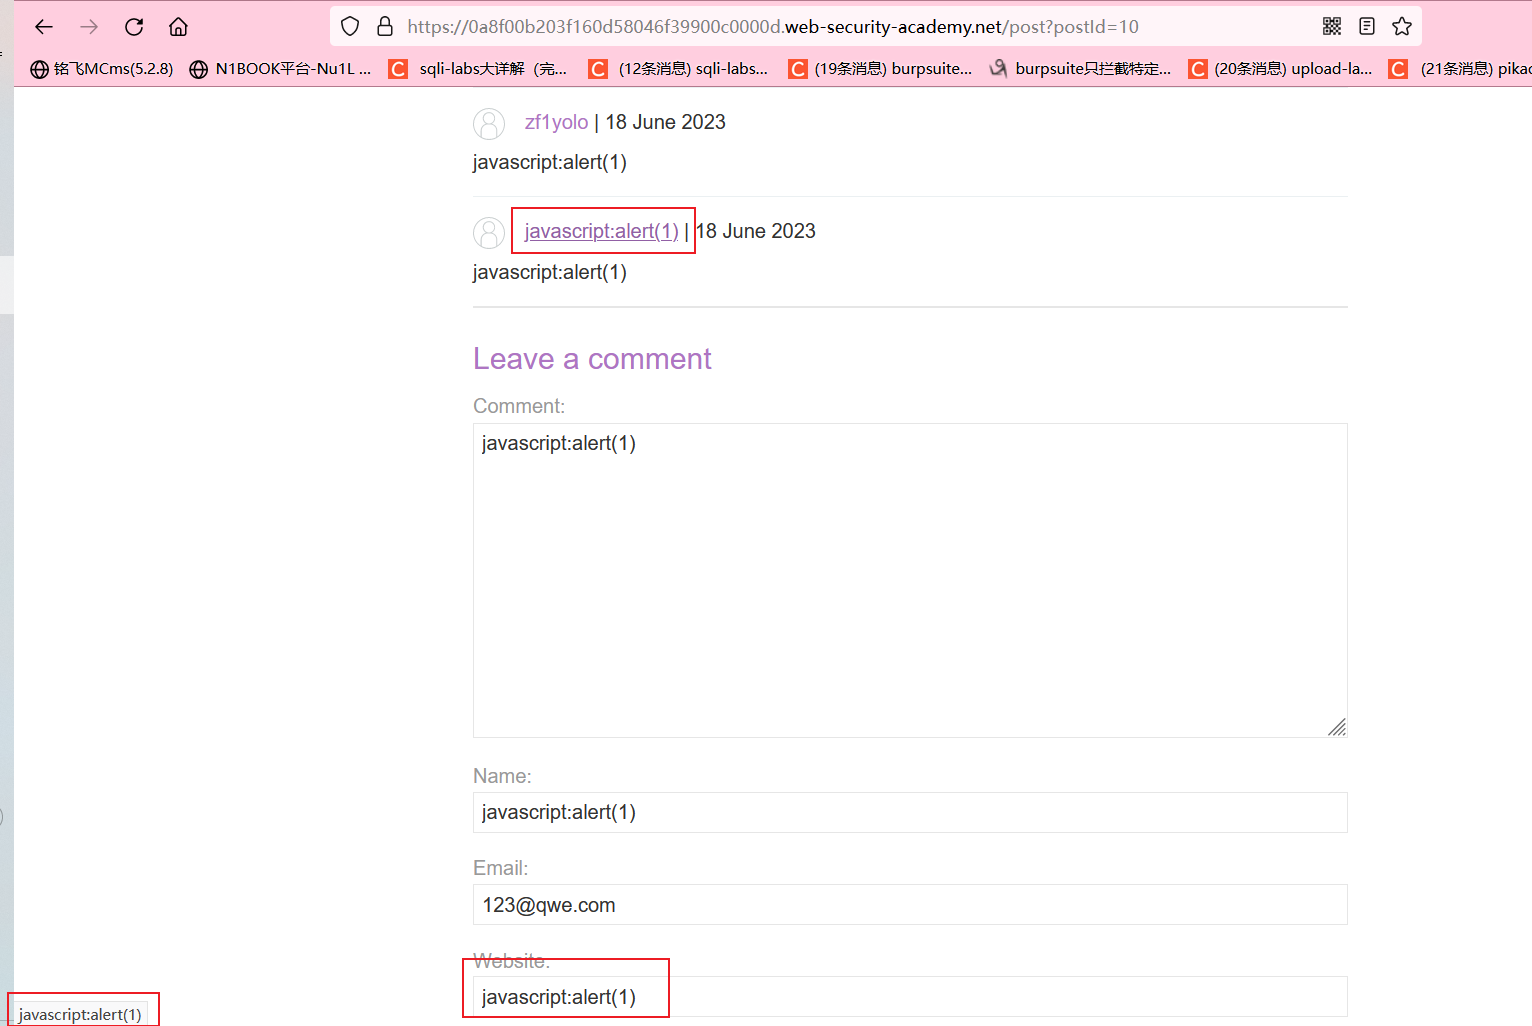 https://0a8f00b203f160d58046f39900c0000d.web-security-academy.net/post?postId=10
铭飞MCms(5.2.8) N1BOOK平台-Nu1L ... sqli-labs大详解（完... (12条消息) sqli-labs... (19条消息) burpsuite... burpsuite只拦截特定... (20条消息) upload-la... (21条消息) pikac
zf1yolo | 18 June 2023
javascript:alert(1)
javascript:alert(1) | 18 June 2023
javascript:alert(1)
Leave a comment
Comment:
javascript:alert(1)
Name:
javascript:alert(1)
Email:
123@qwe.com
Website:
javascript:alert(1)
javascript:alert(1)